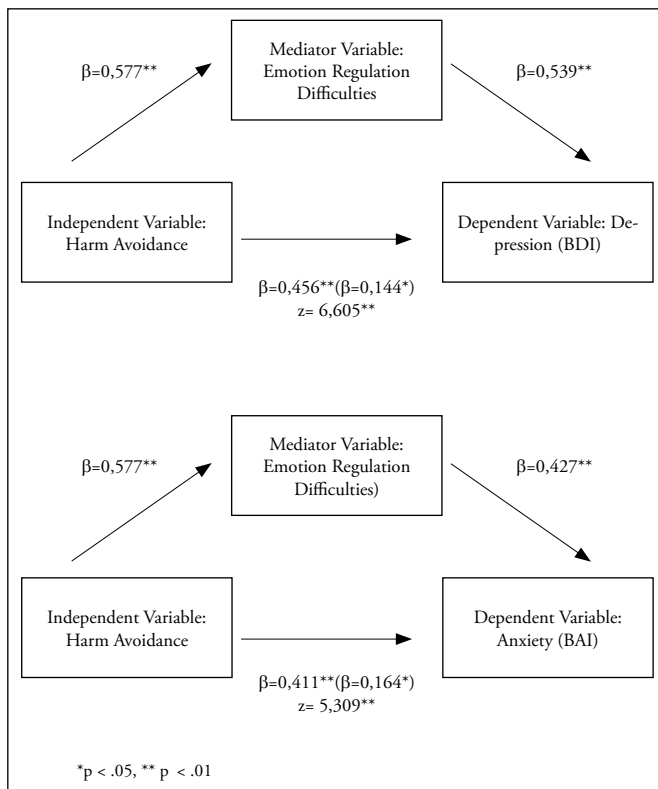 Mediator Variable:
Emotion Regulation
Difficulties
β=0,577**
β=0,539**
Independent Variable:
Harm Avoidance
Dependent Variable: De-
pression (BDI)
β=0,456**(β=0,144*)
z= 6,605**
Mediator Variable:
Emotion Regulation
Difficulties)
β=0,577**
β=0,427**
Independent Variable:
Harm Avoidance
Dependent Variable:
Anxiety (BAI)
β=0,411**(β=0,164*)
z= 5,309**
*p < .05, ** p < .01